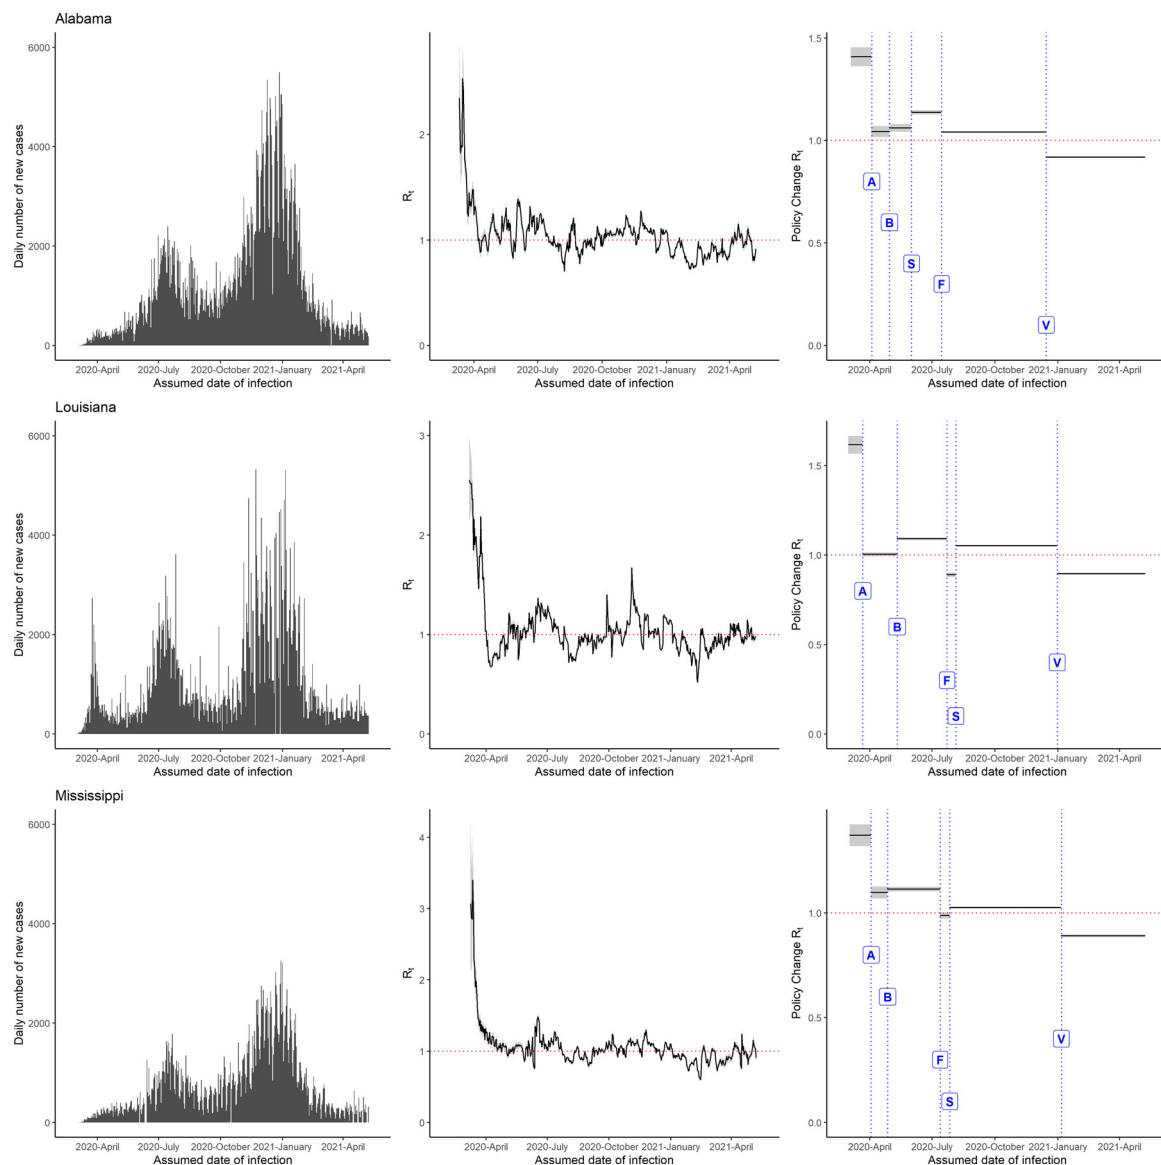 Alabama
6000
4000
2000
0
Daily number of new cases
2020-April 2020-July 2020-October 2021-January 2021-April
Assumed date of infection
2
1
Rt
2020-April 2020-July 2020-October 2021-January 2021-April
Assumed date of infection
1.5
1.0
0.5
0.0
Policy Change Rt
A
B
S
F
V
2020-April 2020-July 2020-October 2021-January 2021-April
Assumed date of infection
Louisiana
6000
4000
2000
0
Daily number of new cases
2020-April 2020-July 2020-October 2021-January 2021-April
Assumed date of infection
3
2
1
0
Rt
2020-April 2020-July 2020-October 2021-January 2021-April
Assumed date of infection
1.5
1.0
0.5
0.0
Policy Change Rt
A
B
F
S
V
2020-April 2020-July 2020-October 2021-January 2021-April
Assumed date of infection
Mississippi
6000
4000
2000
0
Daily number of new cases
2020-April 2020-July 2020-October 2021-January 2021-April
Assumed date of infection
4
3
2
1
0
Rt
2020-April 2020-July 2020-October 2021-January 2021-April
Assumed date of infection
1.0
0.5
0.0
Policy Change Rt
A
B
F
S
V
2020-April 2020-July 2020-October 2021-January 2021-April
Assumed date of infection